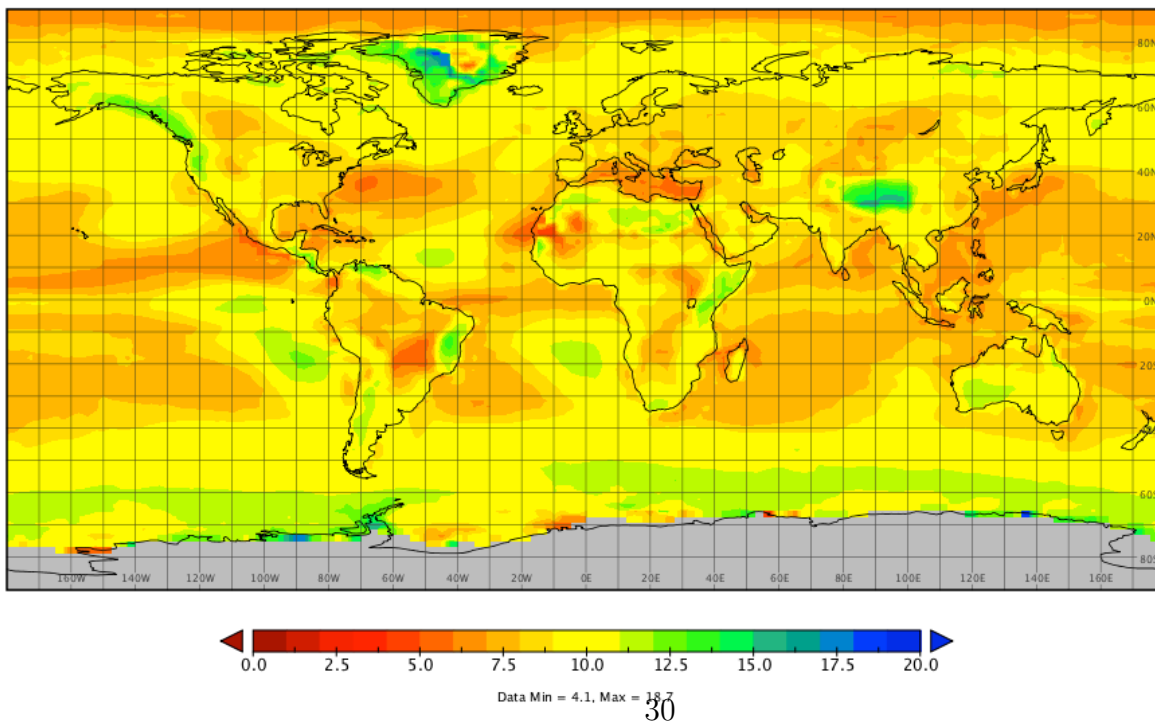 80N
60N
40N
20N
0N
20S
40S
60S
80S
160W 140W 120W 100W 80W 60W 40W 20W 0E 20E 40E 60E 80E 100E 120E 140E 160E
0.0 2.5 5.0 7.5 10.0 12.5 15.0 17.5 20.0
Data Min = 4.1, Max = 18.7
30